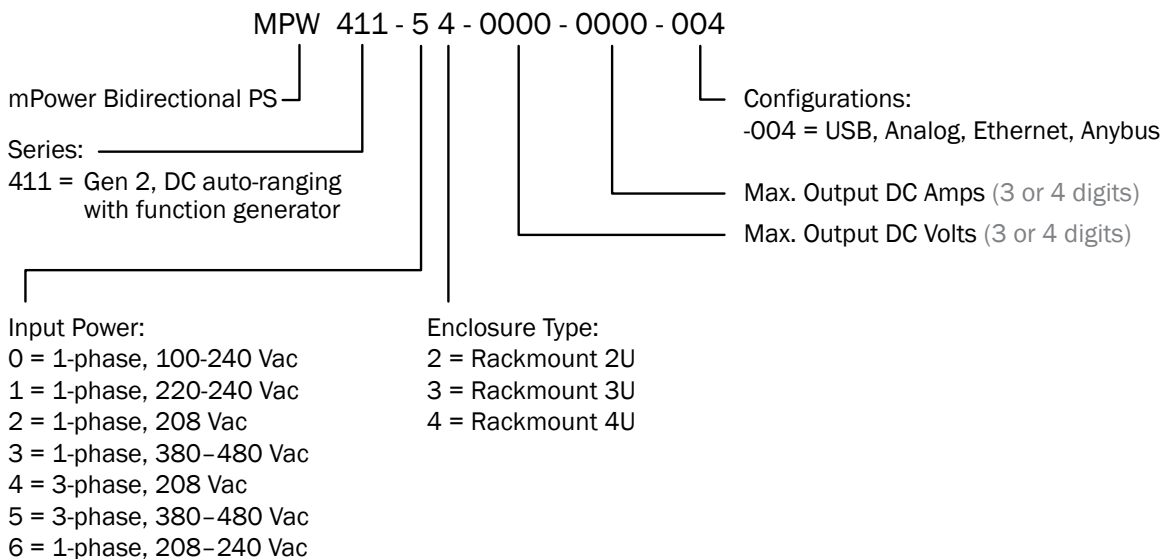 MPW 411 - 5 4 - 0000 - 0000 - 004
mPower Bidirectional PS
Series:
411 = Gen 2, DC auto-ranging
with function generator
Configurations:
-004 = USB, Analog, Ethernet, Anybus
Max. Output DC Amps (3 or 4 digits)
Max. Output DC Volts (3 or 4 digits)
Input Power:
0 = 1-phase, 100-240 Vac
1 = 1-phase, 220-240 Vac
2 = 1-phase, 208 Vac
3 = 1-phase, 380–480 Vac
4 = 3-phase, 208 Vac
5 = 3-phase, 380–480 Vac
6 = 1-phase, 208–240 Vac
Enclosure Type:
2 = Rackmount 2U
3 = Rackmount 3U
4 = Rackmount 4U